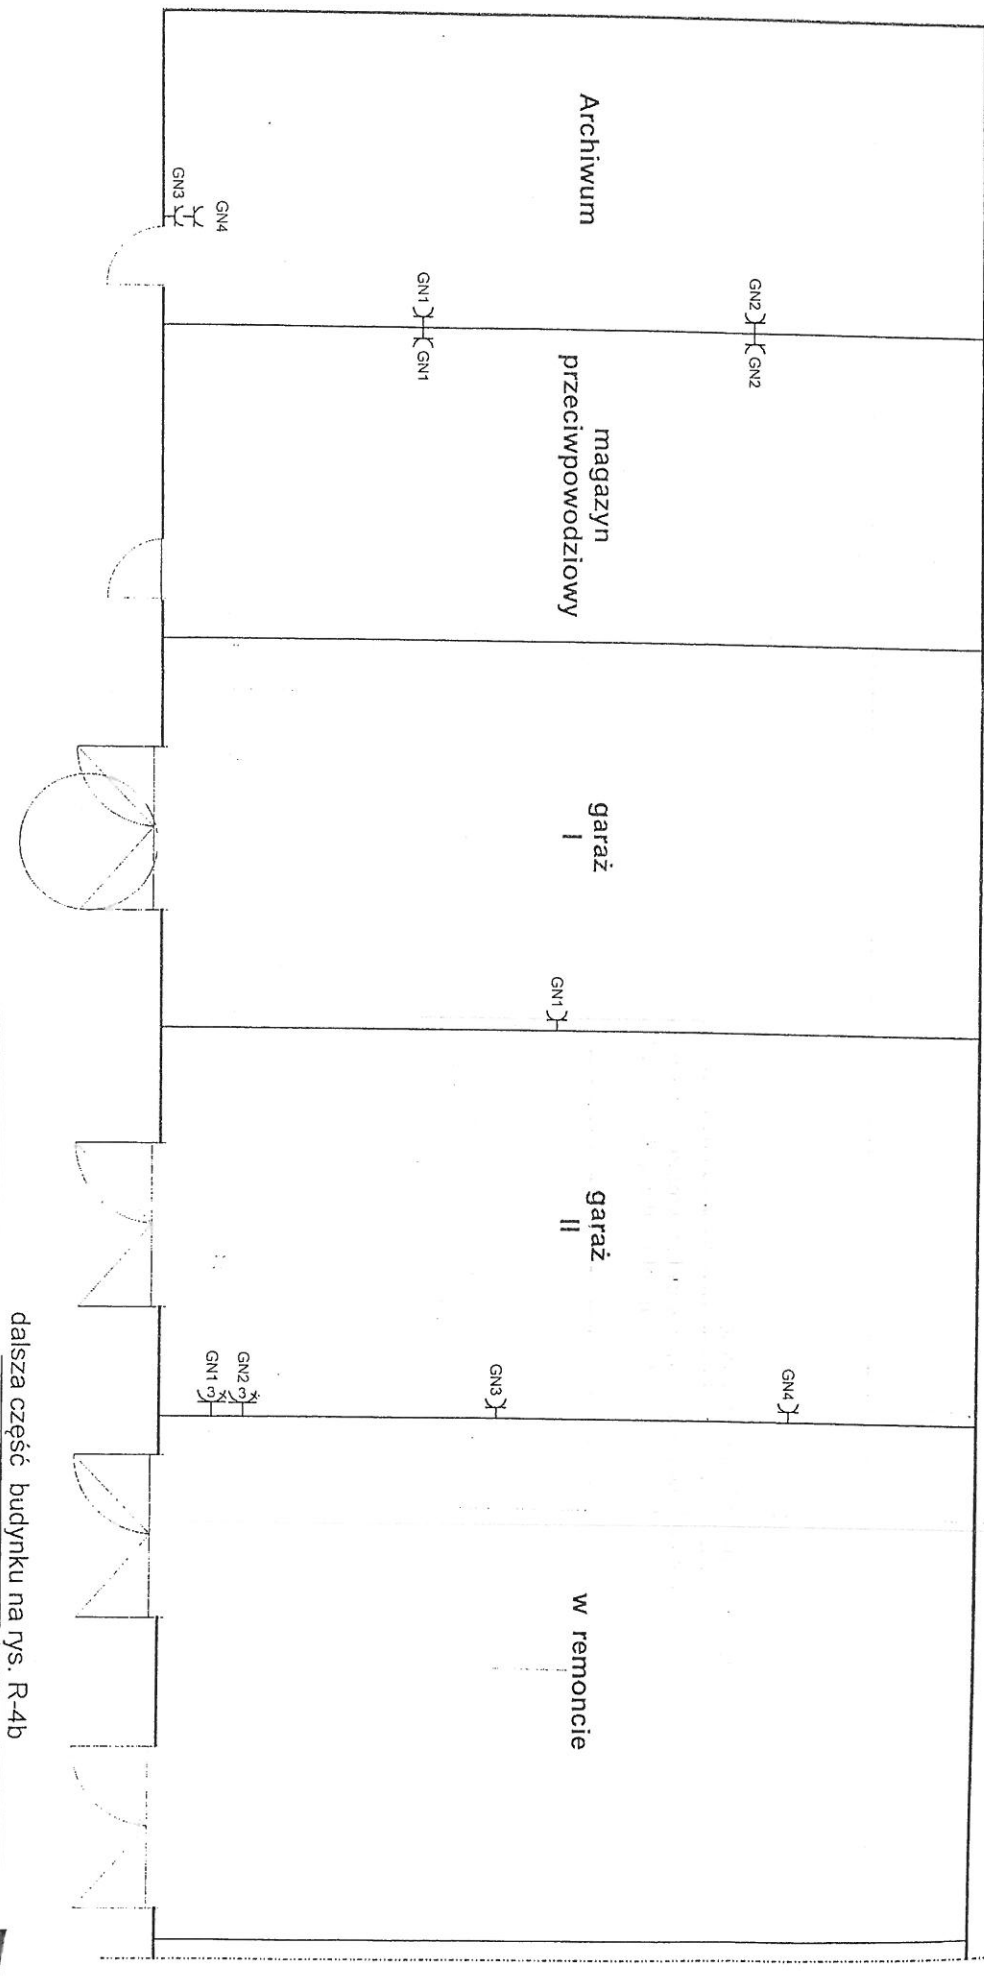 Archiwum
GN3
GN4
GN1
GN1
GN2
GN2
magazyn
przeciwpowodziowy
garaż
I
GN1
garaż
II
GN1 3
GN2 3
GN3
GN4
w remoncie
dalsza część budynku na rys. R-4b